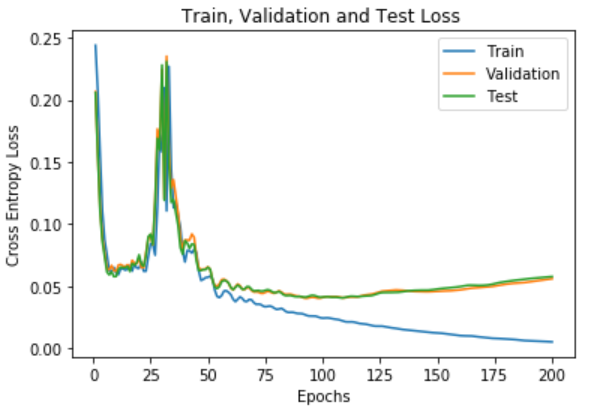 Train, Validation and Test Loss
0.25
0.20
0.15
0.10
0.05
0.00
Cross Entropy Loss
Train
Validation
Test
0 25 50 75 100 125 150 175 200
Epochs